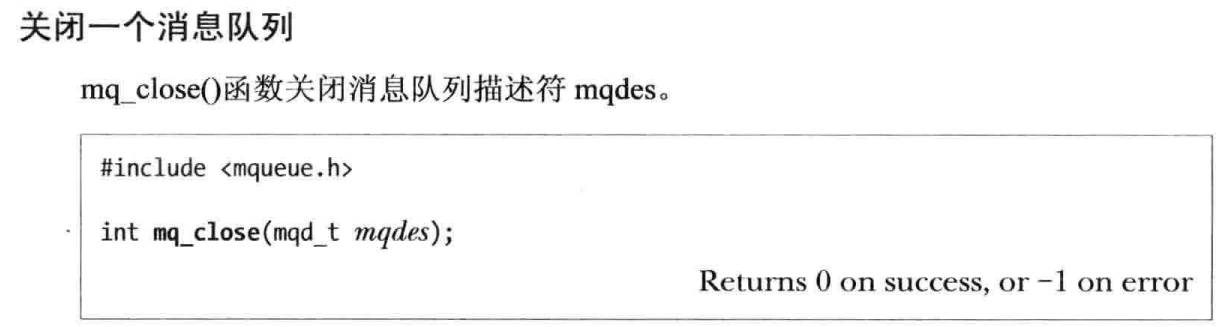 关闭一个消息队列
mq_close()函数关闭消息队列描述符 mqdes。
#include <mqueue.h>
int mq_close(mqd_t mqdes);
Returns 0 on success, or −1 on error